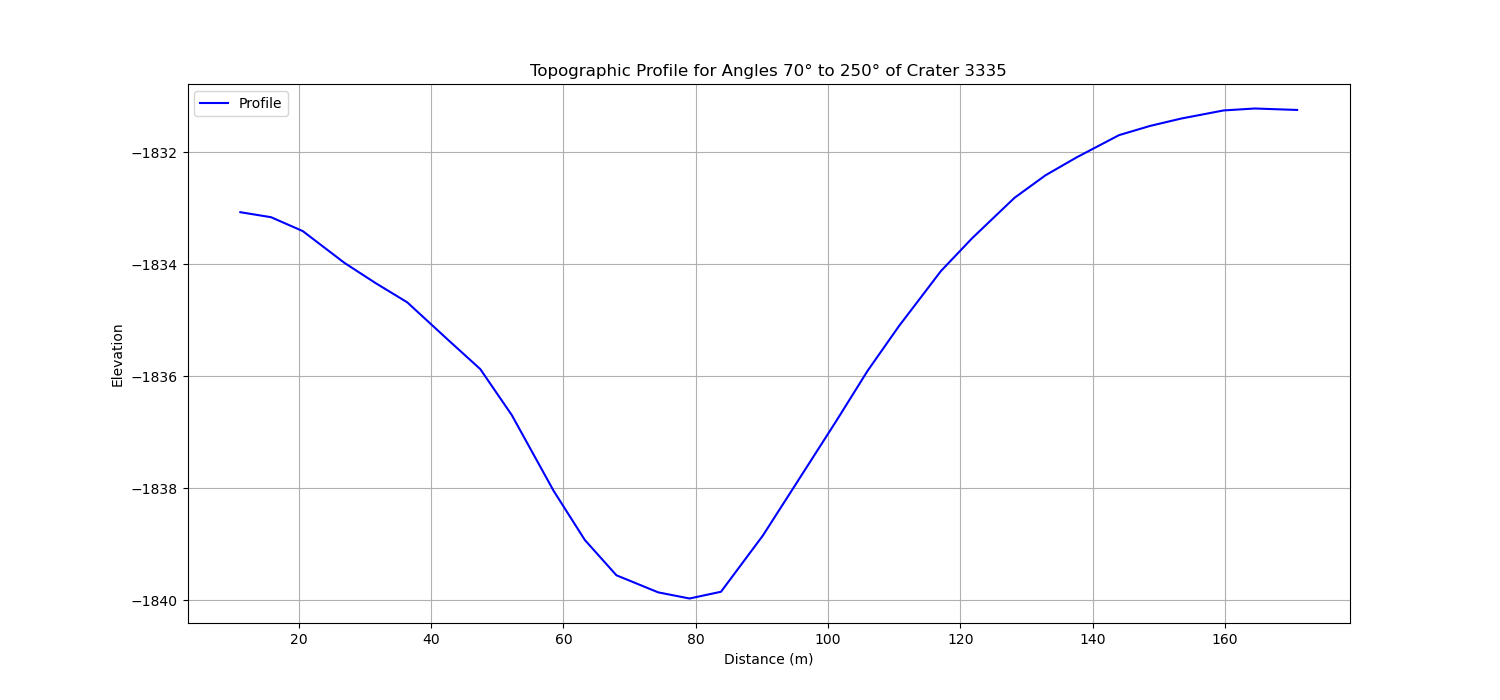 Topographic Profile for Angles 70° to 250° of Crater 3335
Profile
−1832
−1834
−1836
−1838
−1840
Elevation
20 40 60 80 100 120 140 160
Distance (m)